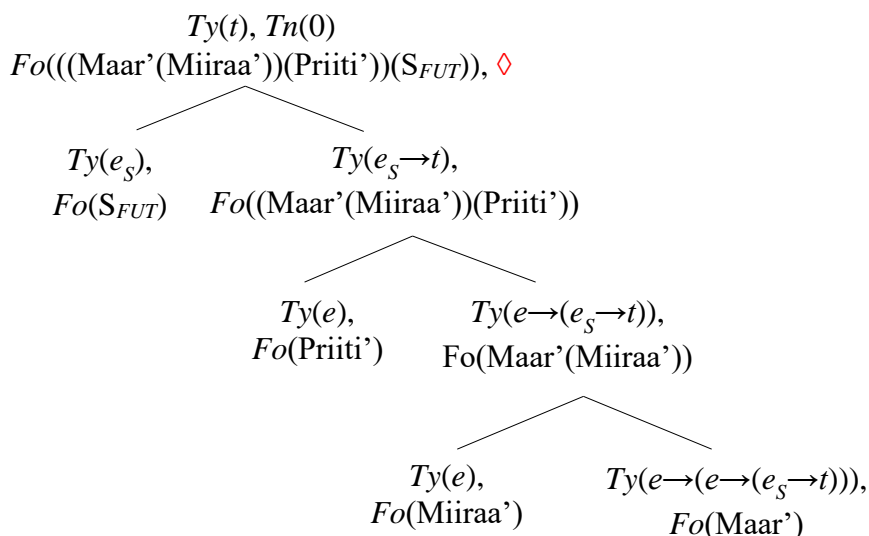 Ty(t), Tn(0)
Fo(((Maar’(Miiraa’))(Priiti’))(S_FUT)), ◊
Ty(e_S),
Fo(S_FUT)
Ty(e_S→t),
Fo((Maar’(Miiraa’))(Priiti’))
Ty(e),
Fo(Priiti’)
Ty(e→(e_S→t)),
Fo(Maar’(Miiraa’))
Ty(e),
Fo(Miiraa’)
Ty(e→(e→(e_S→t))),
Fo(Maar’)